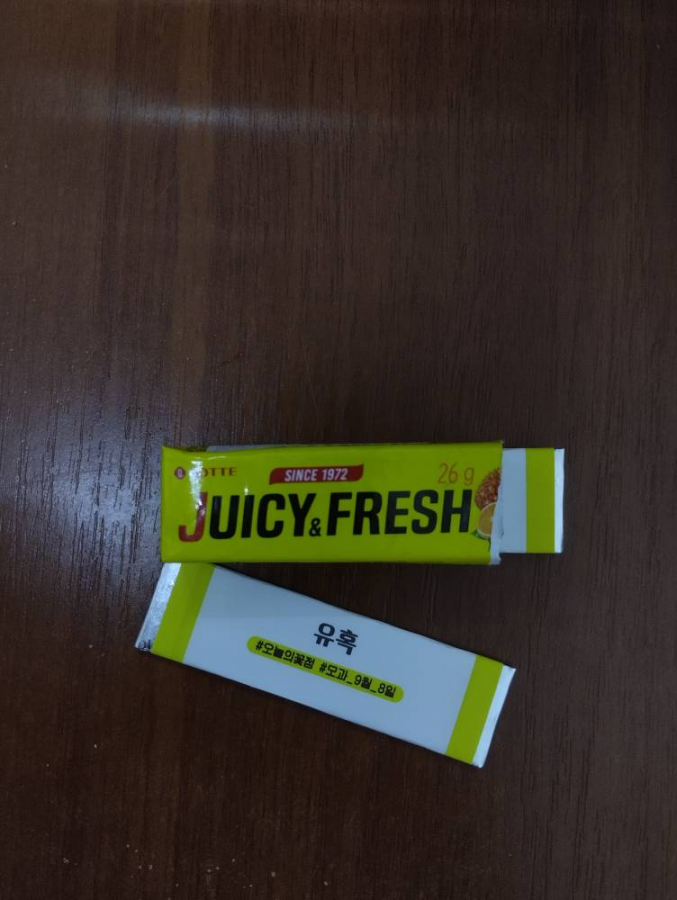 LOTTE
SINCE 1972
26 g
JUICY & FRESH
유혹
#오늘의꽃점 #모과_9월_8일